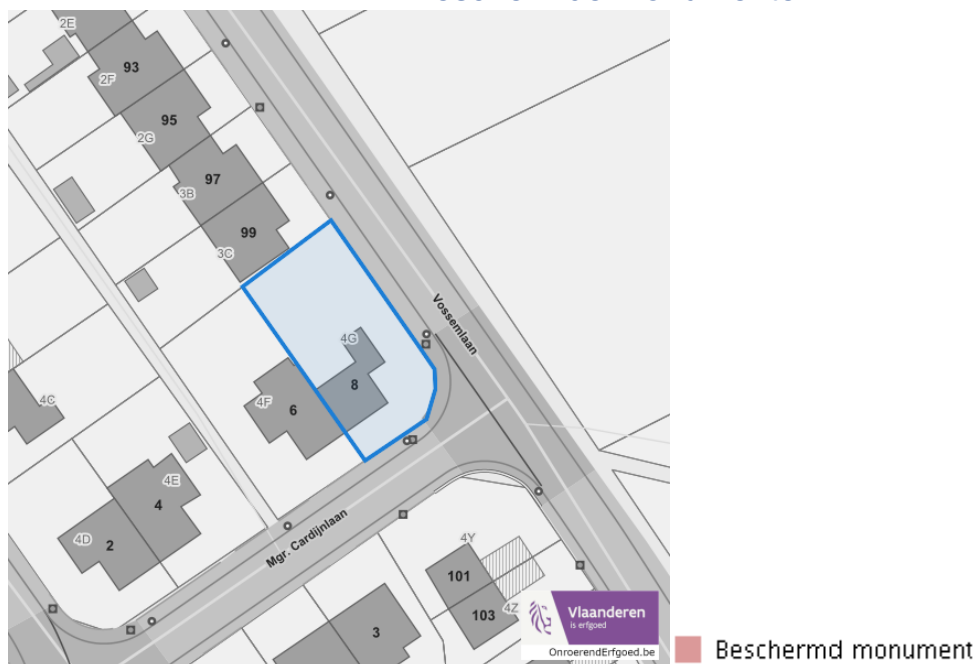 2E
93
2F
95
2G
97
3B
99
3C
Vossemlaan
4G
8
4C
4F
6
4E
4
4D
2
Mgr. Cardijnlaan
4Y
101
103
4Z
3
Vlaanderen
is erfgoed
OnroerendErfgoed.be
Beschermd monument